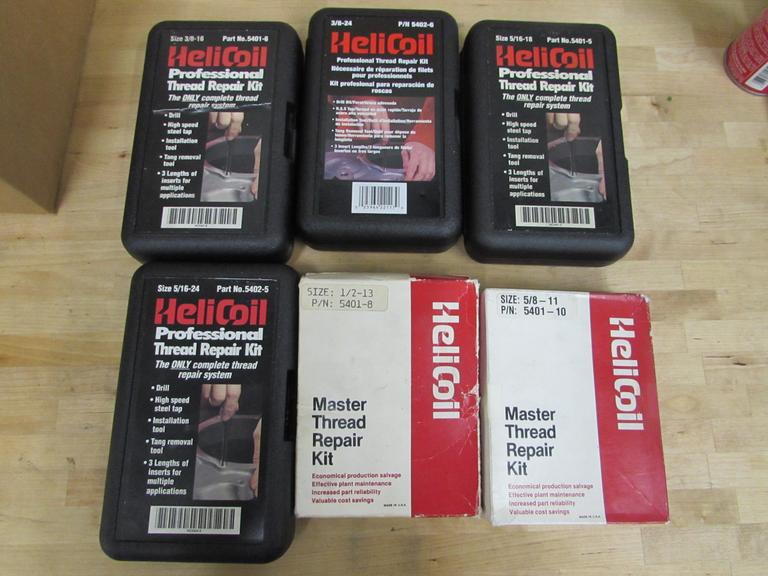 Size 3/8-16 Part No.5401-6
HeliCoil
Professional
Thread Repair Kit
The ONLY complete thread
repair system
• Drill
• High speed
steel tap
• Installation
tool
• Tang removal
tool
• 3 Lengths of
inserts for
multiple
applications
3/8-24 P/N 5402-6
HeliCoil
Professional Thread Repair Kit
Nécessaire de réparation de filets
pour professionnels
Kit profesional para reparación de
roscas
Size 5/16-18 Part No.5401-5
HeliCoil
Professional
Thread Repair Kit
The ONLY complete thread
repair system
• Drill
• High speed
steel tap
• Installation
tool
• Tang removal
tool
• 3 Lengths of
inserts for
multiple
applications
Size 5/16-24 Part No.5402-5
HeliCoil
Professional
Thread Repair Kit
The ONLY complete thread
repair system
• Drill
• High speed
steel tap
• Installation
tool
• Tang removal
tool
• 3 Lengths of
inserts for
multiple
applications
SIZE: 1/2-13
P/N: 5401-8
HeliCoil
Master
Thread
Repair
Kit
Economical production salvage
Effective plant maintenance
Increased part reliability
Valuable cost savings
MADE IN U.S.A.
SIZE: 5/8-11
P/N: 5401-10
HeliCoil
Master
Thread
Repair
Kit
Economical production salvage
Effective plant maintenance
Increased part reliability
Valuable cost savings
MADE IN U.S.A.